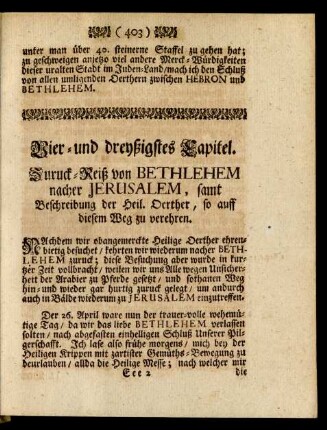 ( 403 )
unter man über 40. steinerne Staffel zu gehen hat;
zu geschweigen anjetzo viel andere Merck-Würdigkeiten
dieser uralten Stadt im Juden-Land/ mach ich den Schluß
von allen umligenden Oerthern zwischen HEBRON und
BETHLEHEM.
Vier- und dreyßigstes Capitel.
Zuruck-Reiß von BETHLEHEM
nacher JERUSALEM, samt
Beschreibung der Heil. Oerther, so auff
diesem Weg zu verehren.
NAchdem wir obangemerckte Heilige Oerther ehren-
bietig besuchet/ kehrten wir wiederum nacher BETH-
LEHEM zuruck; diese Besuchung aber wurde in kur-
tzer Zeit vollbracht/ weilen wir uns Alle wegen Unsicher-
heit der Arabier zu Pferde gesetzt/ und sothanen Weg
hin- und wieder gar hurtig zuruck gelegt/ um andurch
auch in Bälde wiederum zu JERUSALEM einzutreffen.
Der 26. April ware nun der trauer-volle wehemü-
tige Tag/ da wir das liebe BETHLEHEM verlassen
solten/ nach abgefasten einhelligen Schluß Unserer Pil-
gerschafft. Ich lase also frühe morgens/ mich bey der
Heiligen Krippen mit zartister Gemüths-Bewegung zu
beurlauben/ allda die Heilige Messe; nach welcher mir
Eee 2 die